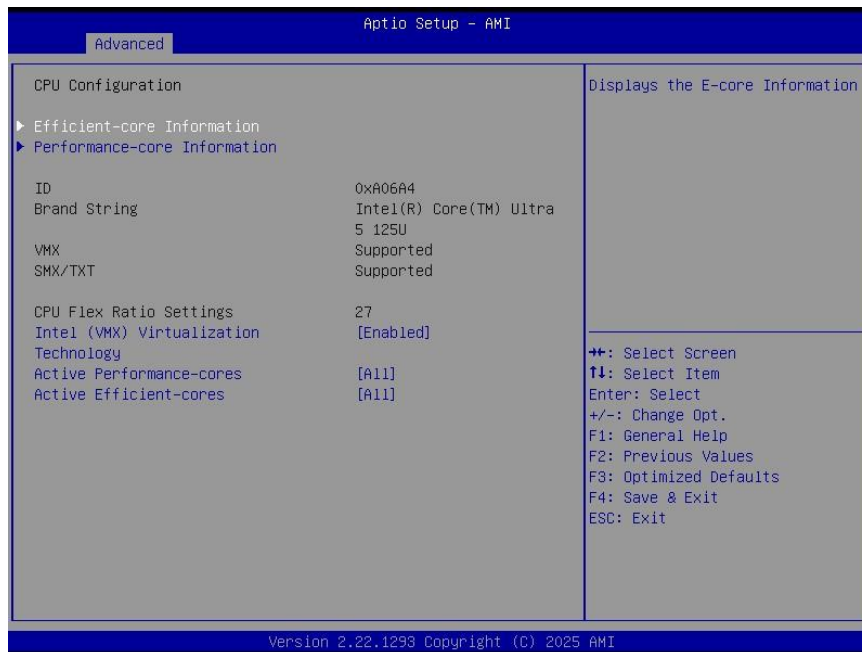 Aptio Setup - AMI
Advanced
CPU Configuration
Efficient-core Information
Performance-core Information
ID 0xA06A4
Brand String Intel(R) Core(TM) Ultra
5 125U
VMX Supported
SMX/TXT Supported
CPU Flex Ratio Settings 27
Intel (VMX) Virtualization [Enabled]
Technology
Active Performance-cores [All]
Active Efficient-cores [All]
Displays the E-core Information
→←: Select Screen
↑↓: Select Item
Enter: Select
+/-: Change Opt.
F1: General Help
F2: Previous Values
F3: Optimized Defaults
F4: Save & Exit
ESC: Exit
Version 2.22.1293 Copyright (C) 2025 AMI